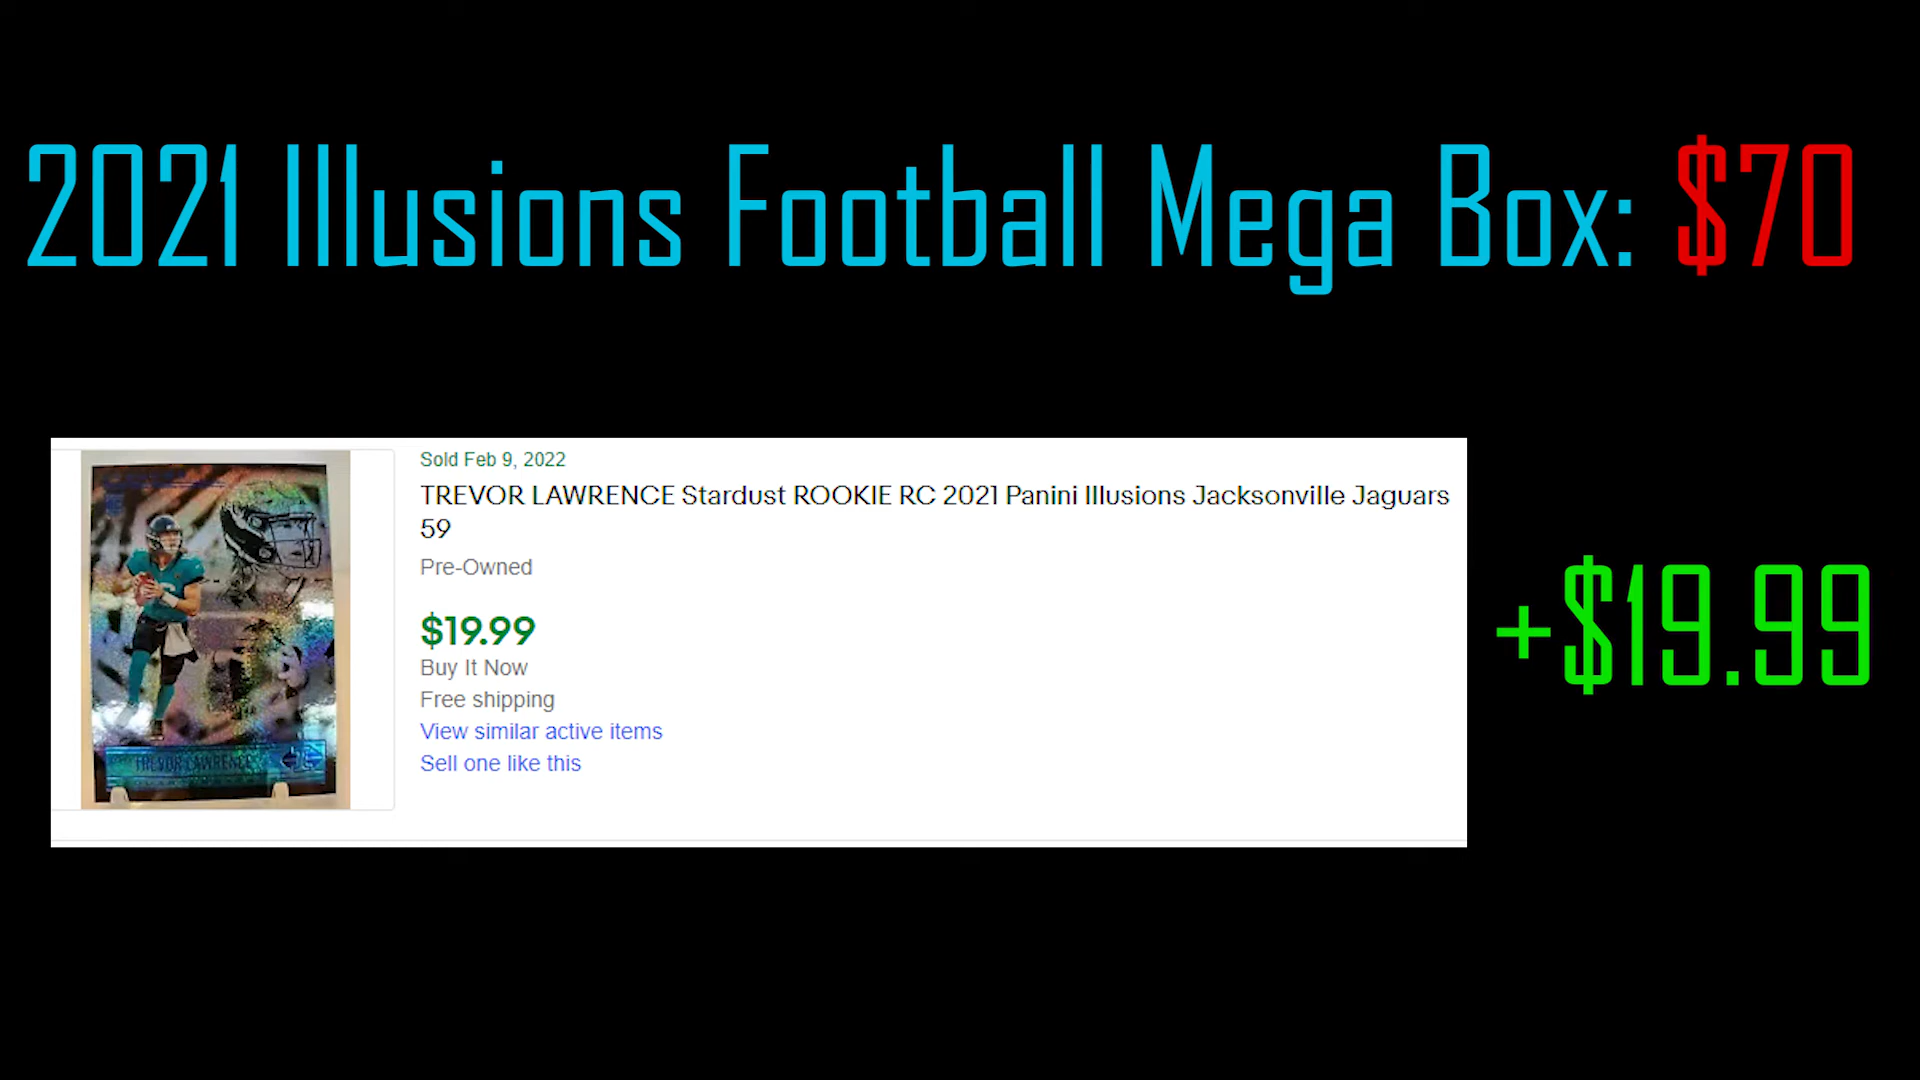 2021 Illusions Football Mega Box: $70
Sold Feb 9, 2022
TREVOR LAWRENCE Stardust ROOKIE RC 2021 Panini Illusions Jacksonville Jaguars
59
Pre-Owned
$19.99
Buy It Now
Free shipping
View similar active items
Sell one like this
+$19.99
TREVOR LAWRENCE